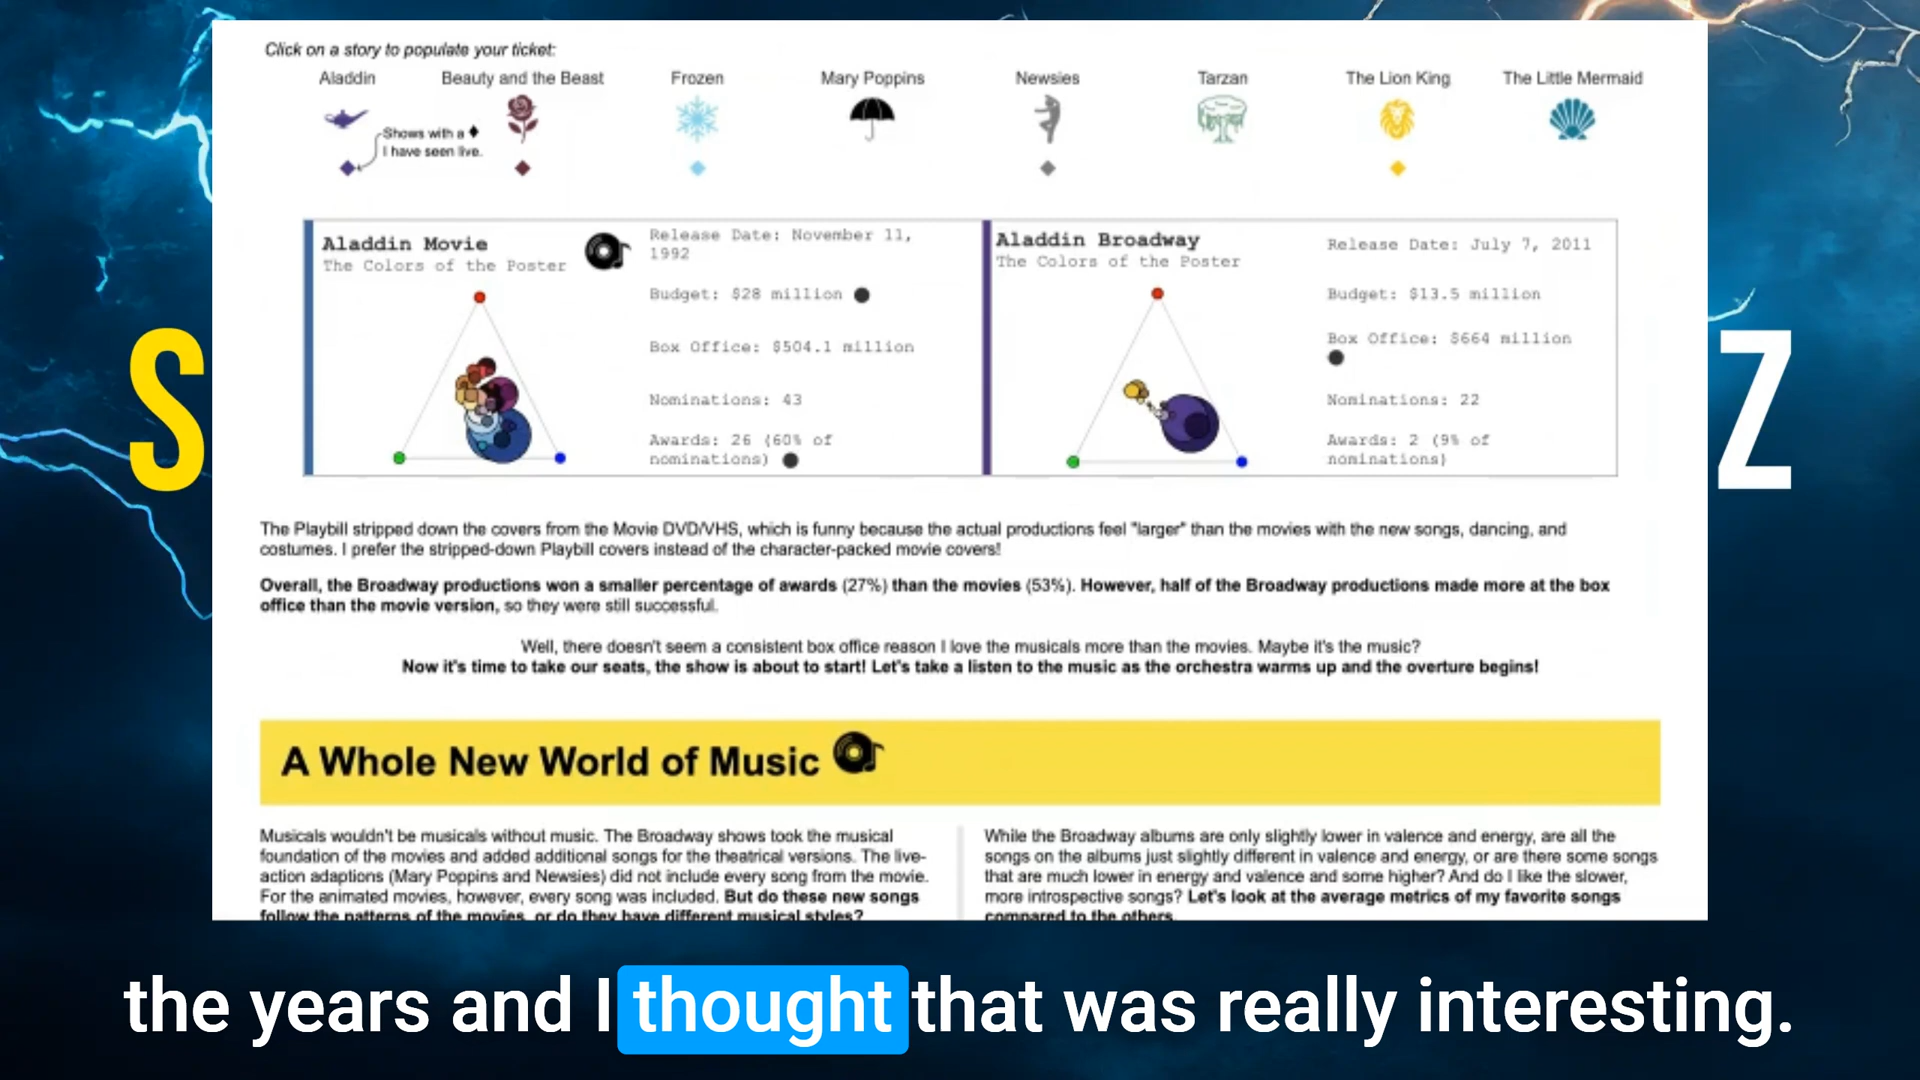 Click on a story to populate your ticket:
Aladdin Beauty and the Beast Frozen Mary Poppins Newsies Tarzan The Lion King The Little Mermaid
Shows with a ♦
I have seen live.
Aladdin Movie
The Colors of the Poster
Release Date: November 11,
1992
Budget: $28 million
Box Office: $504.1 million
Nominations: 43
Awards: 26 (60% of
nominations)
Aladdin Broadway
The Colors of the Poster
Release Date: July 7, 2011
Budget: $13.5 million
Box Office: $664 million
Nominations: 22
Awards: 2 (9% of
nominations)
S
Z
The Playbill stripped down the covers from the Movie DVD/VHS, which is funny because the actual productions feel "larger" than the movies with the new songs, dancing, and
costumes. I prefer the stripped-down Playbill covers instead of the character-packed movie covers!
Overall, the Broadway productions won a smaller percentage of awards (27%) than the movies (53%). However, half of the Broadway productions made more at the box
office than the movie version, so they were still successful.
Well, there doesn't seem a consistent box office reason I love the musicals more than the movies. Maybe it's the music?
Now it's time to take our seats, the show is about to start! Let's take a listen to the music as the orchestra warms up and the overture begins!
A Whole New World of Music
Musicals wouldn't be musicals without music. The Broadway shows took the musical
foundation of the movies and added additional songs for the theatrical versions. The live-
action adaptions (Mary Poppins and Newsies) did not include every song from the movie.
For the animated movies, however, every song was included. But do these new songs
follow the patterns of the movies, or do they have different musical styles?
While the Broadway albums are only slightly lower in valence and energy, are all the
songs on the albums just slightly different in valence and energy, or are there some songs
that are much lower in energy and valence and some higher? And do I like the slower,
more introspective songs? Let's look at the average metrics of my favorite songs
compared to the others.
the years and I thought that was really interesting.